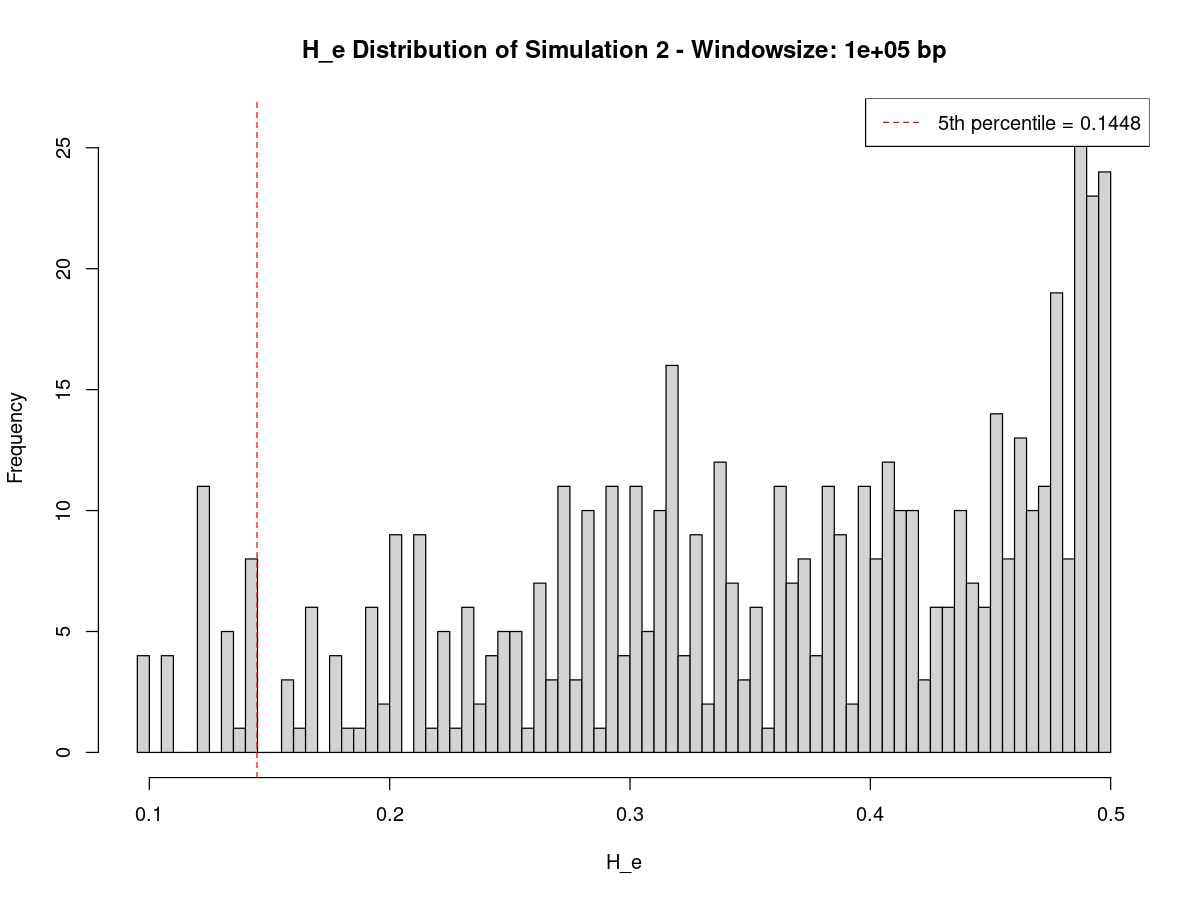 H_e Distribution of Simulation 2 - Windowsize: 1e+05 bp
5th percentile = 0.1448
25
20
15
10
5
0
Frequency
0.1 0.2 0.3 0.4 0.5
H_e